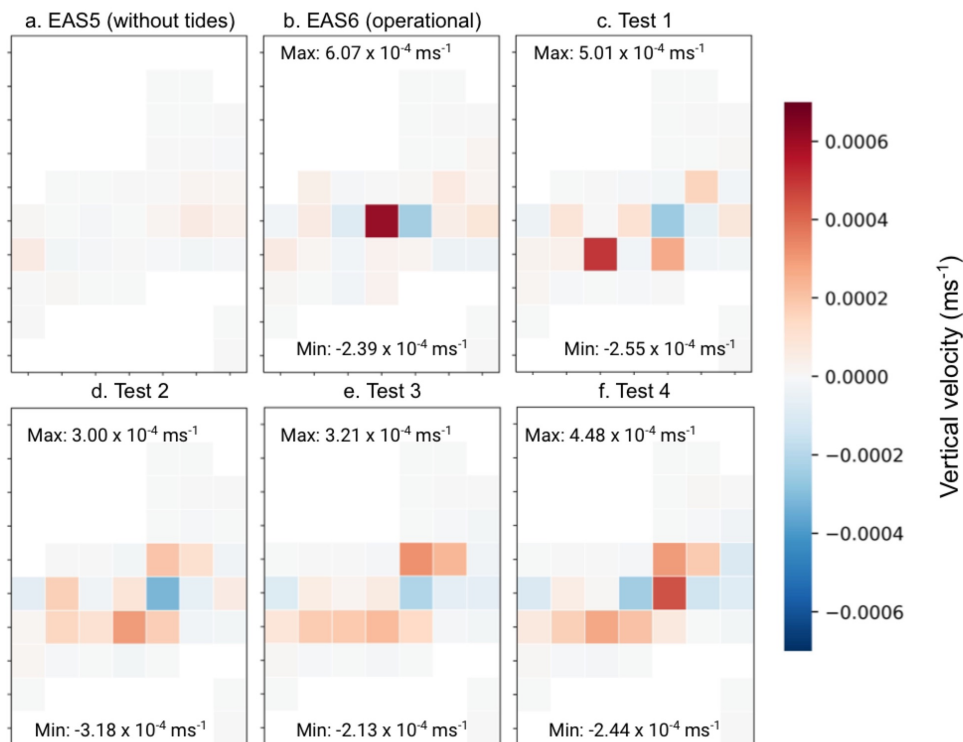 a. EAS5 (without tides)
b. EAS6 (operational)
c. Test 1
Max: 6.07 x 10⁻⁴ ms⁻¹
Max: 5.01 x 10⁻⁴ ms⁻¹
Min: -2.39 x 10⁻⁴ ms⁻¹
Min: -2.55 x 10⁻⁴ ms⁻¹
d. Test 2
e. Test 3
f. Test 4
Max: 3.00 x 10⁻⁴ ms⁻¹
Max: 3.21 x 10⁻⁴ ms⁻¹
Max: 4.48 x 10⁻⁴ ms⁻¹
Min: -3.18 x 10⁻⁴ ms⁻¹
Min: -2.13 x 10⁻⁴ ms⁻¹
Min: -2.44 x 10⁻⁴ ms⁻¹
0.0006
0.0004
0.0002
0.0000
−0.0002
−0.0004
−0.0006
Vertical velocity (ms⁻¹)